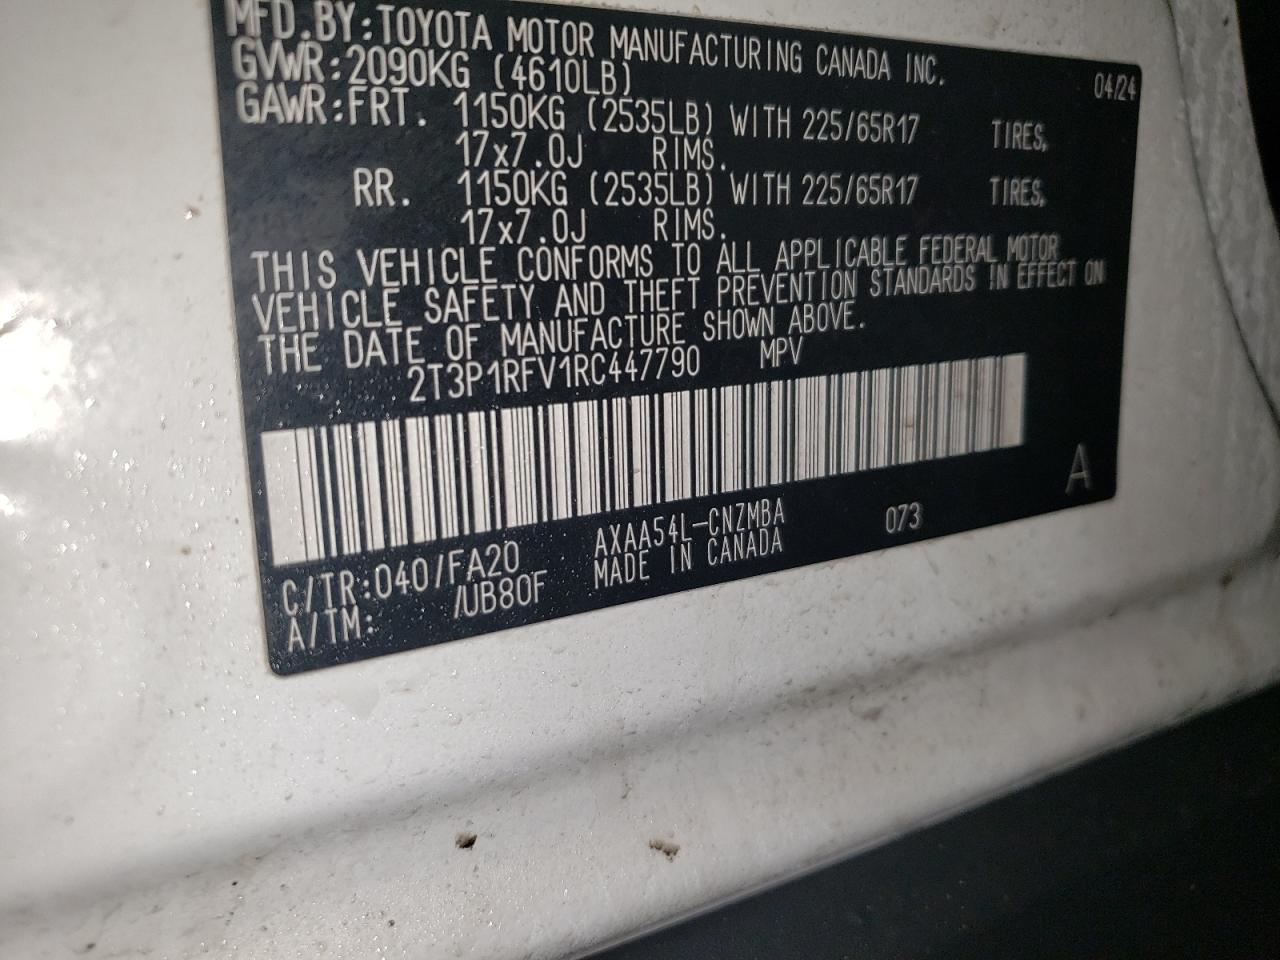 MFD.BY:TOYOTA MOTOR MANUFACTURING CANADA INC.
GVWR:2090KG (4610LB) 04/24
GAWR:FRT. 1150KG (2535LB) WITH 225/65R17 TIRES,
17x7.0J RIMS.
RR. 1150KG (2535LB) WITH 225/65R17 TIRES,
17x7.0J RIMS.
THIS VEHICLE CONFORMS TO ALL APPLICABLE FEDERAL MOTOR
VEHICLE SAFETY AND THEFT PREVENTION STANDARDS IN EFFECT ON
THE DATE OF MANUFACTURE SHOWN ABOVE.
2T3P1RFV1RC447790 MPV
A
C/TR:040/FA20 AXAA54L-CNZMBA 073
A/TM: /UB80F MADE IN CANADA